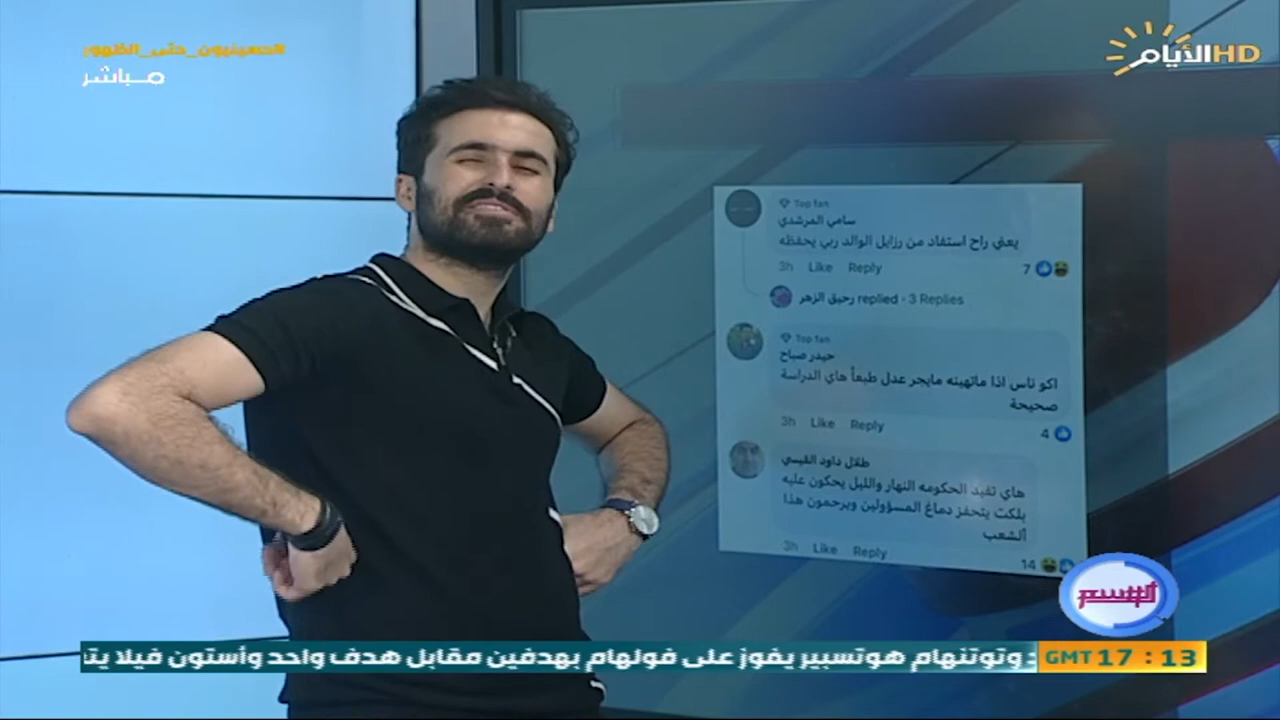 #حسينيون_حتى_الظهور
مباشر
الأيام HD
Top fan
سامي المرشدي
يعني راح استفاد من رزايل الوالد ربي يحفظه
3h Like Reply
7
رحيق الزهر replied · 3 Replies
Top fan
حيدر صباح
اكو ناس اذا ماتهينه مايجر عدل طبعاً هاي الدراسة
صحيحة
3h Like Reply
4
طلال داود القيسي
هاي تفيد الحكومه النهار والليل يحكون عليه
بلكت يتحفز دماغ المسؤولين ويرحمون هذا
ألشعب
3h Like Reply
14
د وتوتنهام هوتسبير يفوز على فولهام بهدفين مقابل هدف واحد وأستون فيلا يتع
GMT 17 : 13